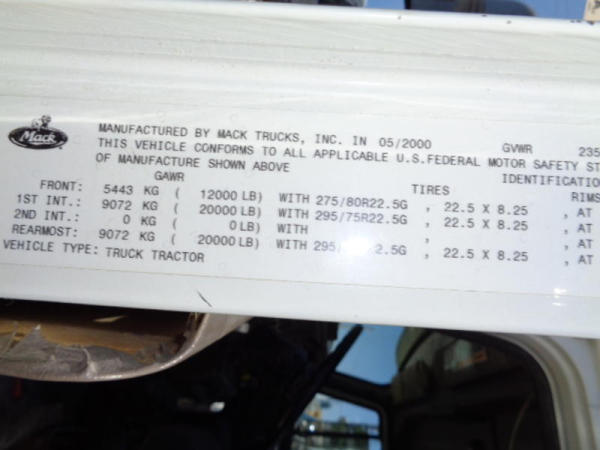 Mack
MANUFACTURED BY MACK TRUCKS, INC. IN 05/2000 GVWR 235
THIS VEHICLE CONFORMS TO ALL APPLICABLE U.S.FEDERAL MOTOR SAFETY ST
OF MANUFACTURE SHOWN ABOVE IDENTIFICATIO
GAWR TIRES RIMS
FRONT: 5443 KG ( 12000 LB) WITH 275/80R22.5G , 22.5 X 8.25 , AT
1ST INT.: 9072 KG ( 20000 LB) WITH 295/75R22.5G , 22.5 X 8.25 , AT
2ND INT.: 0 KG ( 0 LB) WITH , , AT
REARMOST: 9072 KG ( 20000 LB) WITH 295/ 2.5G , 22.5 X 8.25 , AT
VEHICLE TYPE: TRUCK TRACTOR